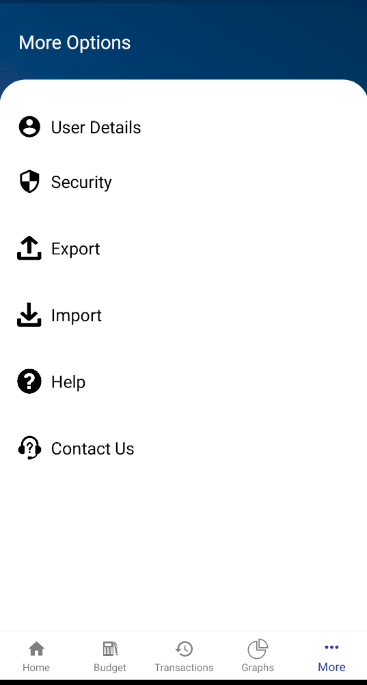 More Options
User Details
Security
Export
Import
Help
Contact Us
Home
Budget
Transactions
Graphs
More